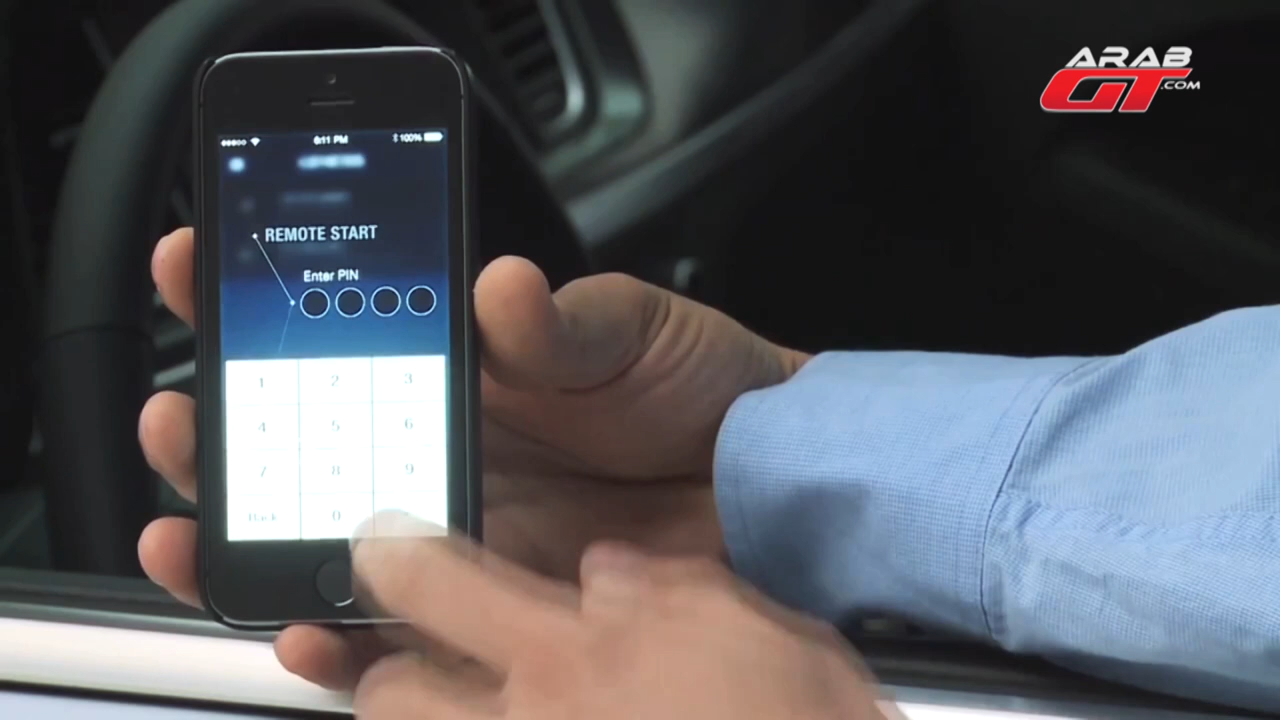 ARAB
GT.COM
6:11 PM
100%
REMOTE START
Enter PIN
1 2 3
4 5 6
7 8 9
Back 0